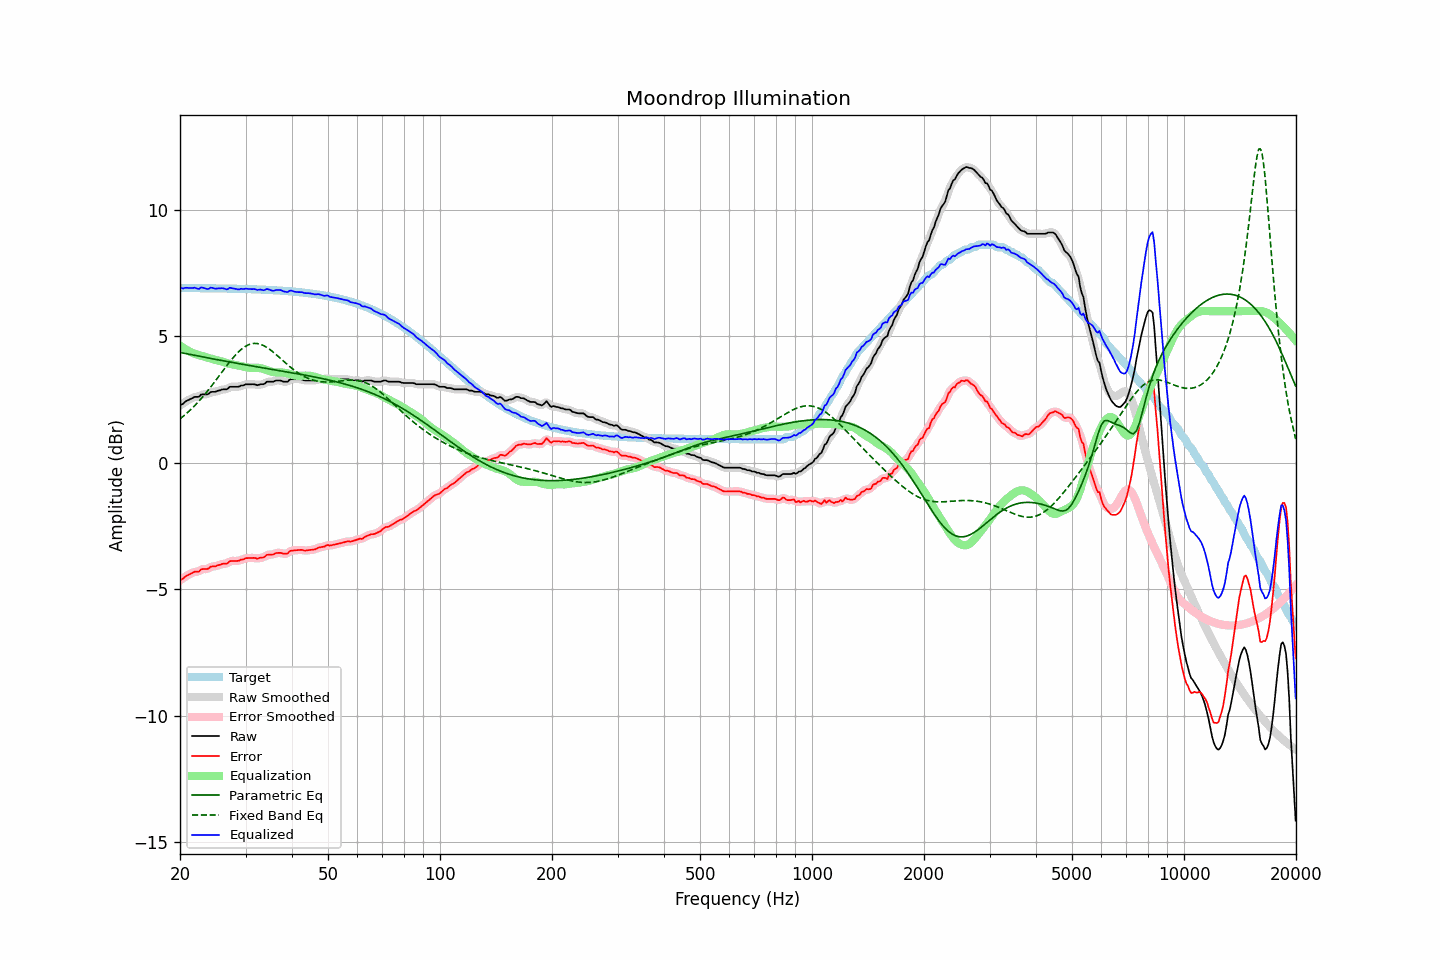 Moondrop Illumination
Amplitude (dBr)
10
5
0
−5
−10
−15
Target
Raw Smoothed
Error Smoothed
Raw
Error
Equalization
Parametric Eq
Fixed Band Eq
Equalized
20 50 100 200 500 1000 2000 5000 10000 20000
Frequency (Hz)